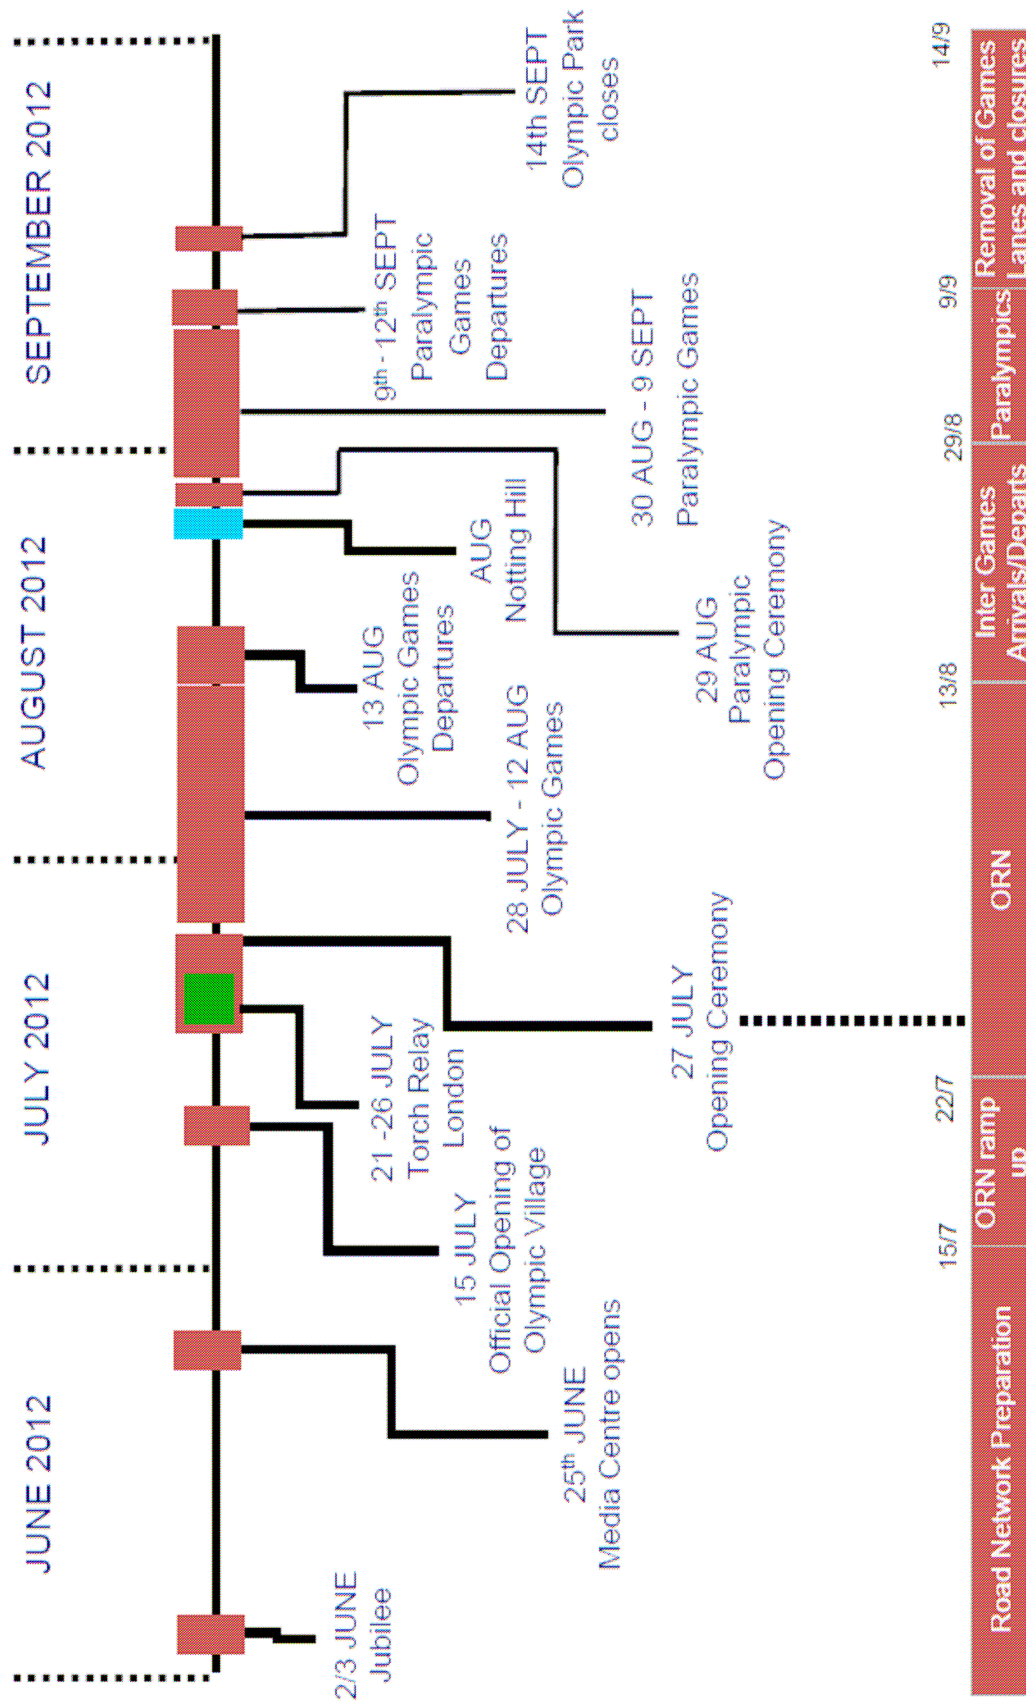 JUNE 2012
JULY 2012
AUGUST 2012
SEPTEMBER 2012
2/3 JUNE
Jubilee
25th JUNE
Media Centre opens
15 JULY
Official Opening of
Olympic Village
21 -26 JULY
Torch Relay
London
27 JULY
Opening Ceremony
28 JULY - 12 AUG
Olympic Games
13 AUG
Olympic Games
Departures
AUG
Notting Hill
29 AUG
Paralympic
Opening Ceremony
30 AUG - 9 SEPT
Paralympic Games
9th - 12th SEPT
Paralympic
Games
Departures
14th SEPT
Olympic Park
closes
15/7
22/7
13/8
29/8
9/9
14/9
Road Network Preparation
ORN ramp
up
ORN
Inter Games
Arrivals/Departs
Paralympics
Removal of Games
Lanes and closures